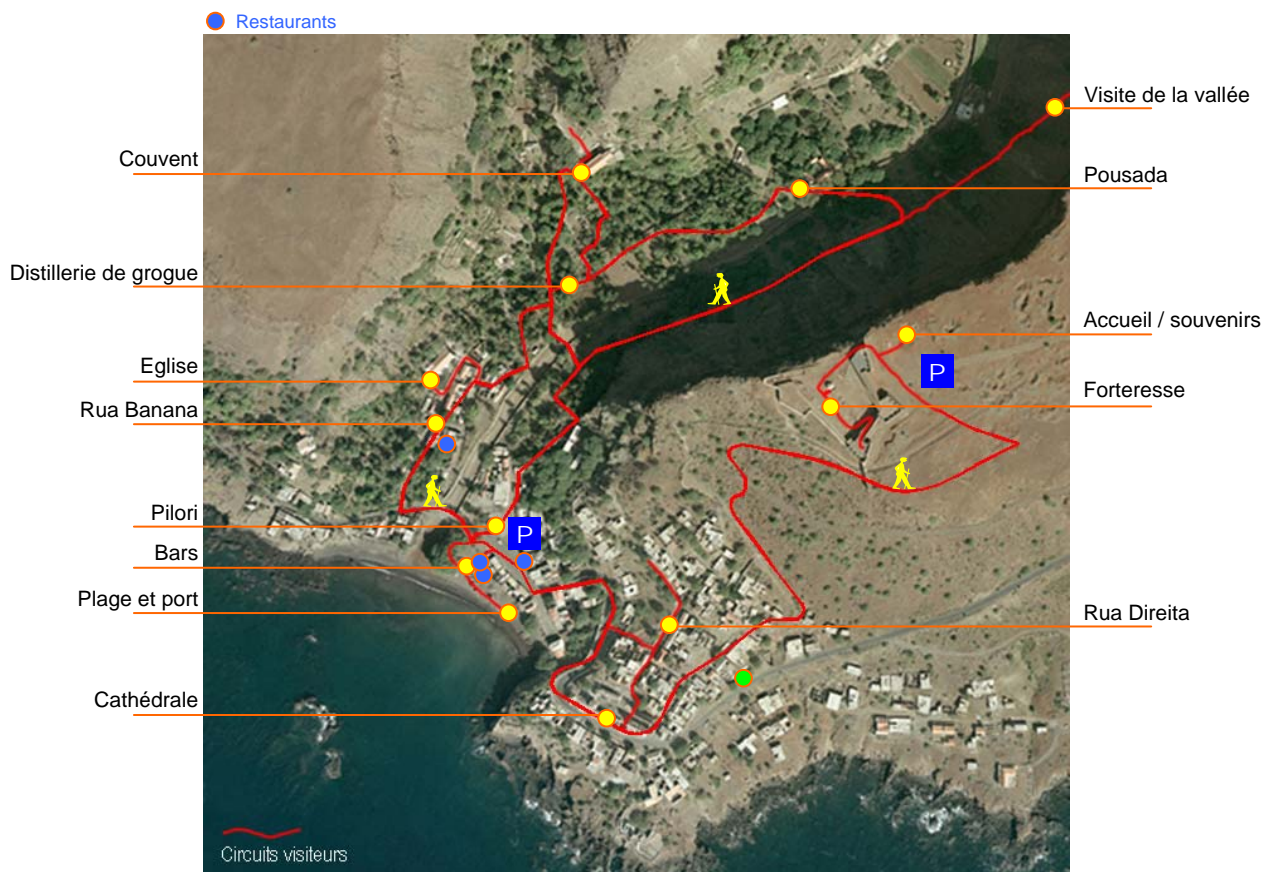 Restaurants
Visite de la vallée
Couvent
Pousada
Distillerie de grogue
Accueil / souvenirs
Eglise
P
Forteresse
Rua Banana
Pilori
P
Bars
Plage et port
Rua Direita
Cathédrale
Circuits visiteurs